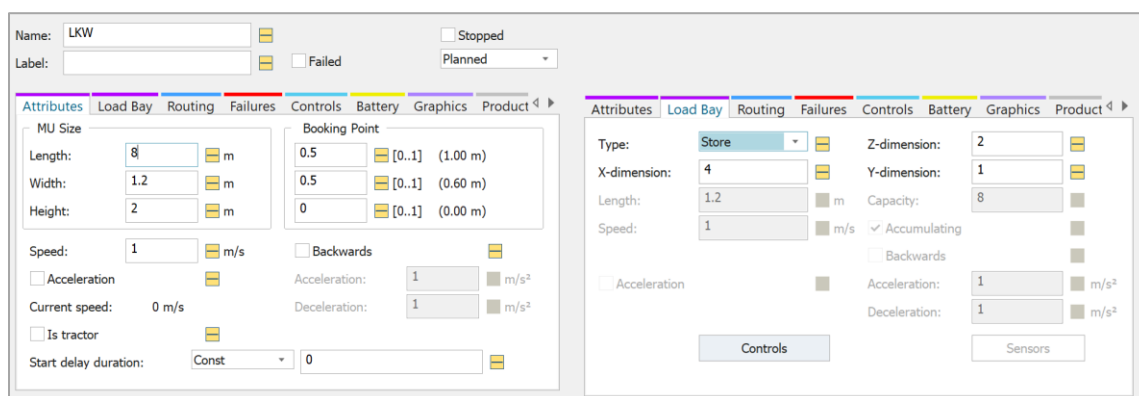 Name: LKW Stopped
Label: Failed Planned
Attributes Load Bay Routing Failures Controls Battery Graphics Product
MU Size Booking Point
Length: 8 m 0.5 [0..1] (1.00 m)
Width: 1.2 m 0.5 [0..1] (0.60 m)
Height: 2 m 0 [0..1] (0.00 m)
Speed: 1 m/s Backwards
Acceleration Acceleration: 1 m/s²
Current speed: 0 m/s Deceleration: 1 m/s²
Is tractor
Start delay duration: Const 0
Attributes Load Bay Routing Failures Controls Battery Graphics Product
Type: Store Z-dimension: 2
X-dimension: 4 Y-dimension: 1
Length: 1.2 m Capacity: 8
Speed: 1 m/s Accumulating
Backwards
Acceleration Acceleration: 1 m/s²
Deceleration: 1 m/s²
Controls Sensors